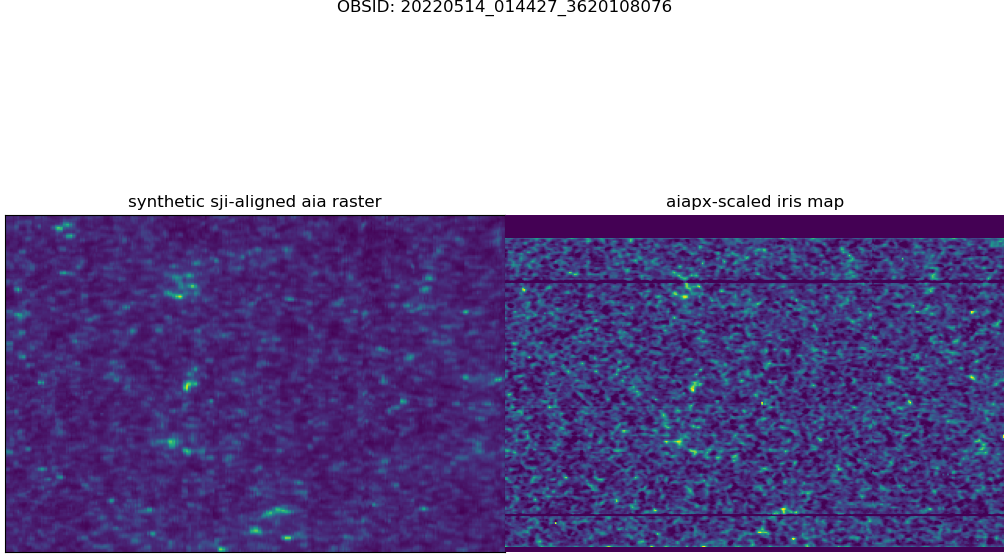 OBSID: 20220514_014427_3620108076
synthetic sji-aligned aia raster
aiapx-scaled iris map